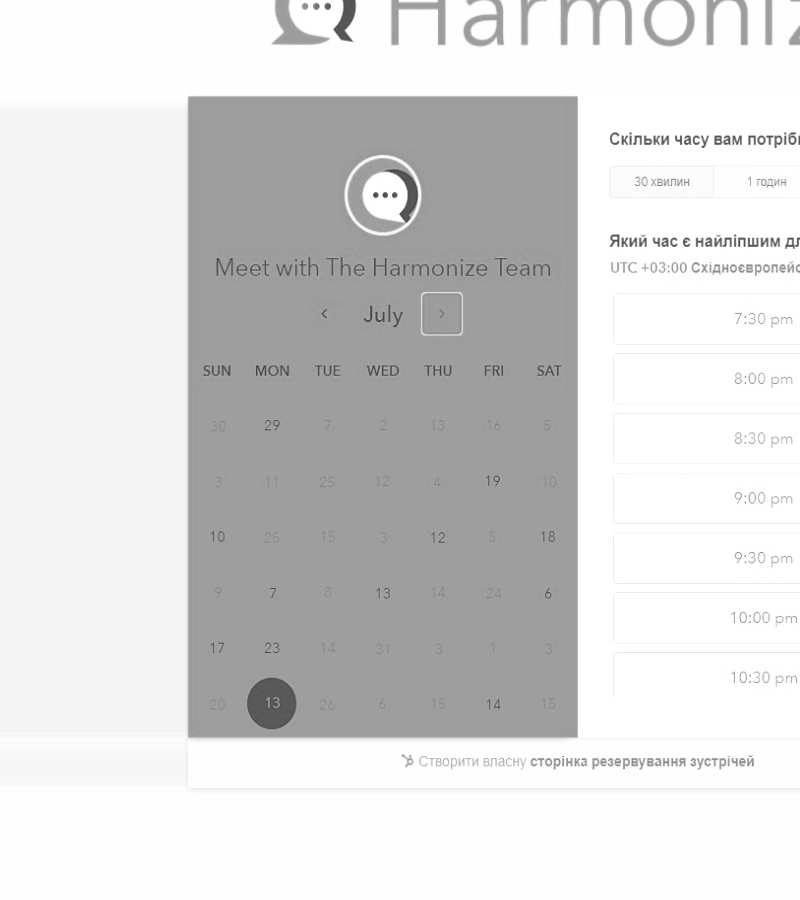 Harmoniz
Meet with The Harmonize Team
July
SUN MON TUE WED THU FRI SAT
30 29 7 2 13 16 5
3 11 25 12 4 19 10
10 25 15 3 12 5 18
9 7 8 13 14 24 6
17 23 14 31 3 1 3
20 13 26 6 15 14 15
Скільки часу вам потріб
30 хвилин 1 годин
Який час є найліпшим д
UTC +03:00 Східноєвропейс
7:30 pm
8:00 pm
8:30 pm
9:00 pm
9:30 pm
10:00 pm
10:30 pm
Створити власну сторінка резервування зустрічей